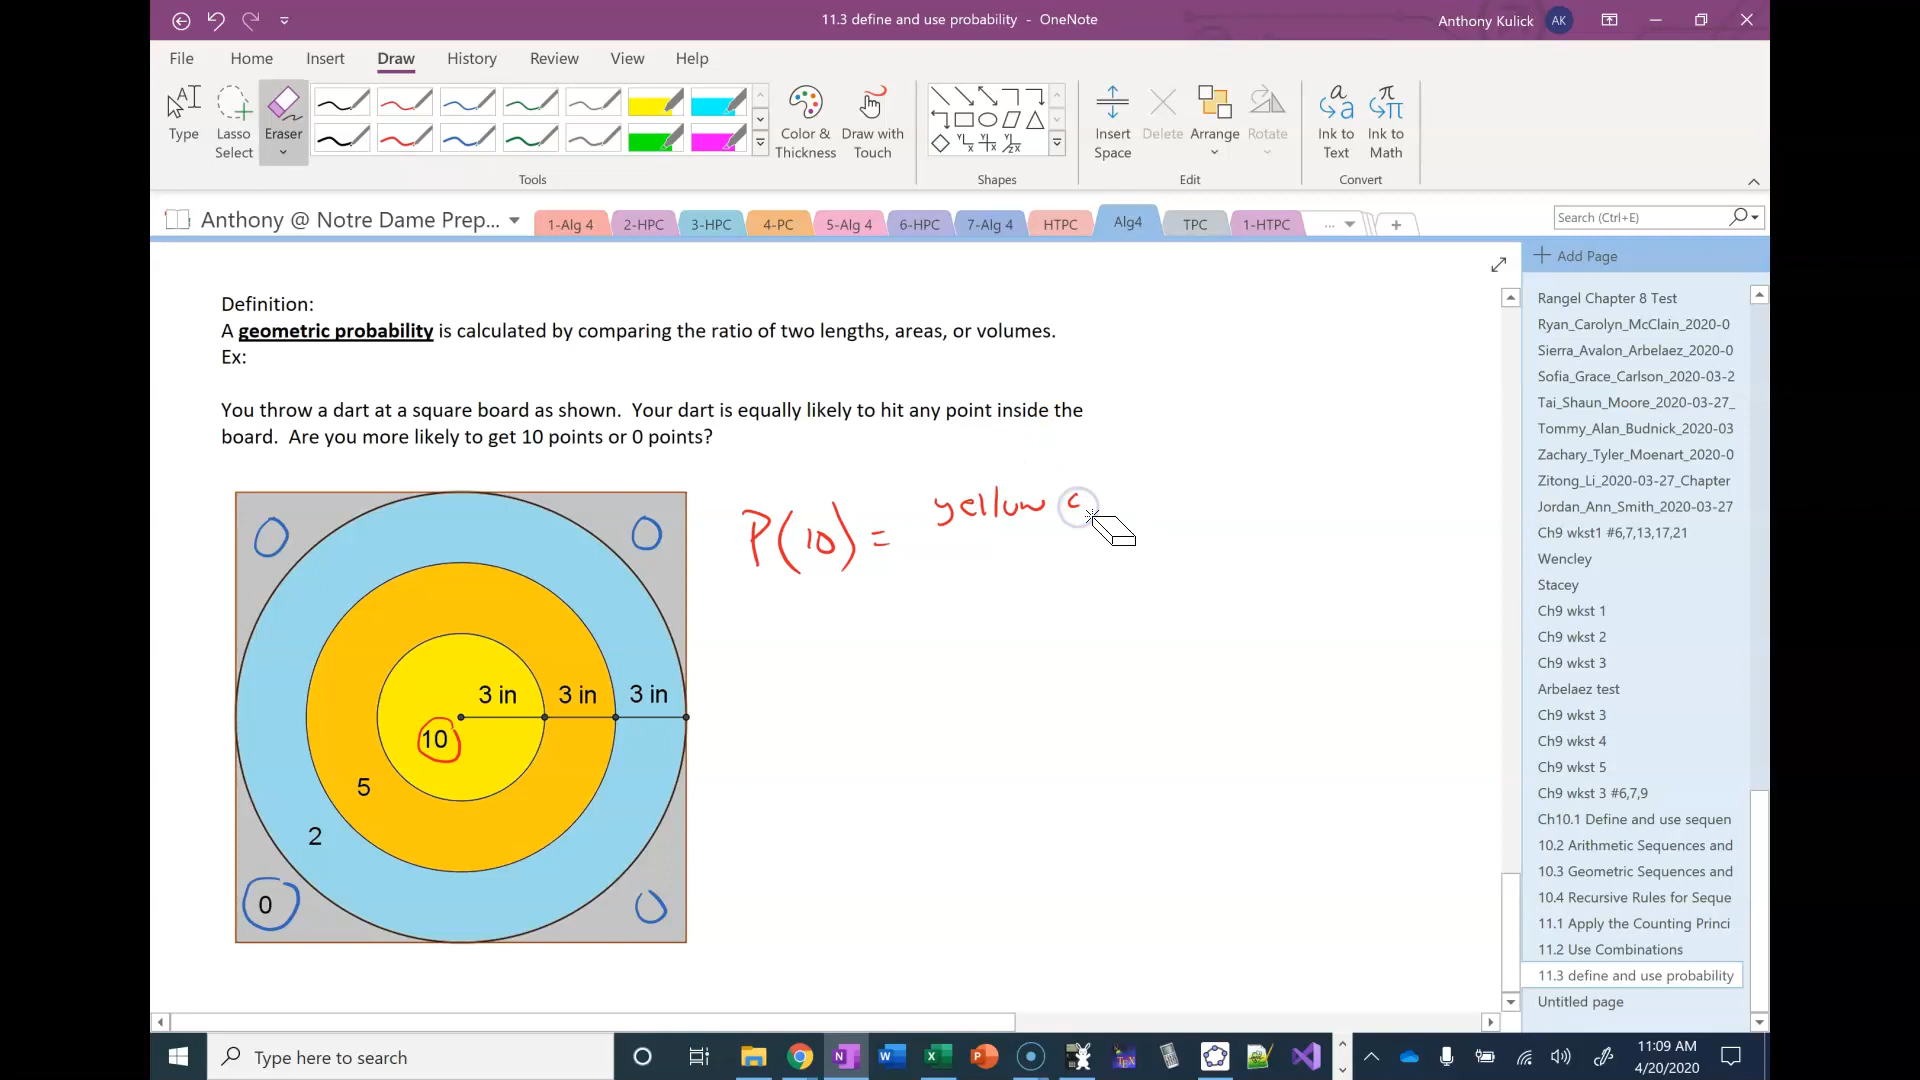 11.3 define and use probability - OneNote
Anthony Kulick AK
File Home Insert Draw History Review View Help
Type
Lasso Select
Eraser
Color & Thickness
Draw with Touch
Insert Space
Delete
Arrange
Rotate
Ink to Text
Ink to Math
Tools Shapes Edit Convert
Anthony @ Notre Dame Prep...
1-Alg 4 2-HPC 3-HPC 4-PC 5-Alg 4 6-HPC 7-Alg 4 HTPC Alg4 TPC 1-HTPC ...
Search (Ctrl+E)
Definition:
A geometric probability is calculated by comparing the ratio of two lengths, areas, or volumes.
Ex:
You throw a dart at a square board as shown. Your dart is equally likely to hit any point inside the
board. Are you more likely to get 10 points or 0 points?
P(10) = yellow c
3 in 3 in 3 in
10
5
2
0
Add Page
Rangel Chapter 8 Test
Ryan_Carolyn_McClain_2020-0
Sierra_Avalon_Arbelaez_2020-0
Sofia_Grace_Carlson_2020-03-2
Tai_Shaun_Moore_2020-03-27_
Tommy_Alan_Budnick_2020-03
Zachary_Tyler_Moenart_2020-0
Zitong_Li_2020-03-27_Chapter
Jordan_Ann_Smith_2020-03-27
Ch9 wkst1 #6,7,13,17,21
Wencley
Stacey
Ch9 wkst 1
Ch9 wkst 2
Ch9 wkst 3
Arbelaez test
Ch9 wkst 3
Ch9 wkst 4
Ch9 wkst 5
Ch9 wkst 3 #6,7,9
Ch10.1 Define and use sequen
10.2 Arithmetic Sequences and
10.3 Geometric Sequences and
10.4 Recursive Rules for Seque
11.1 Apply the Counting Princi
11.2 Use Combinations
11.3 define and use probability
Untitled page
Type here to search
11:09 AM
4/20/2020